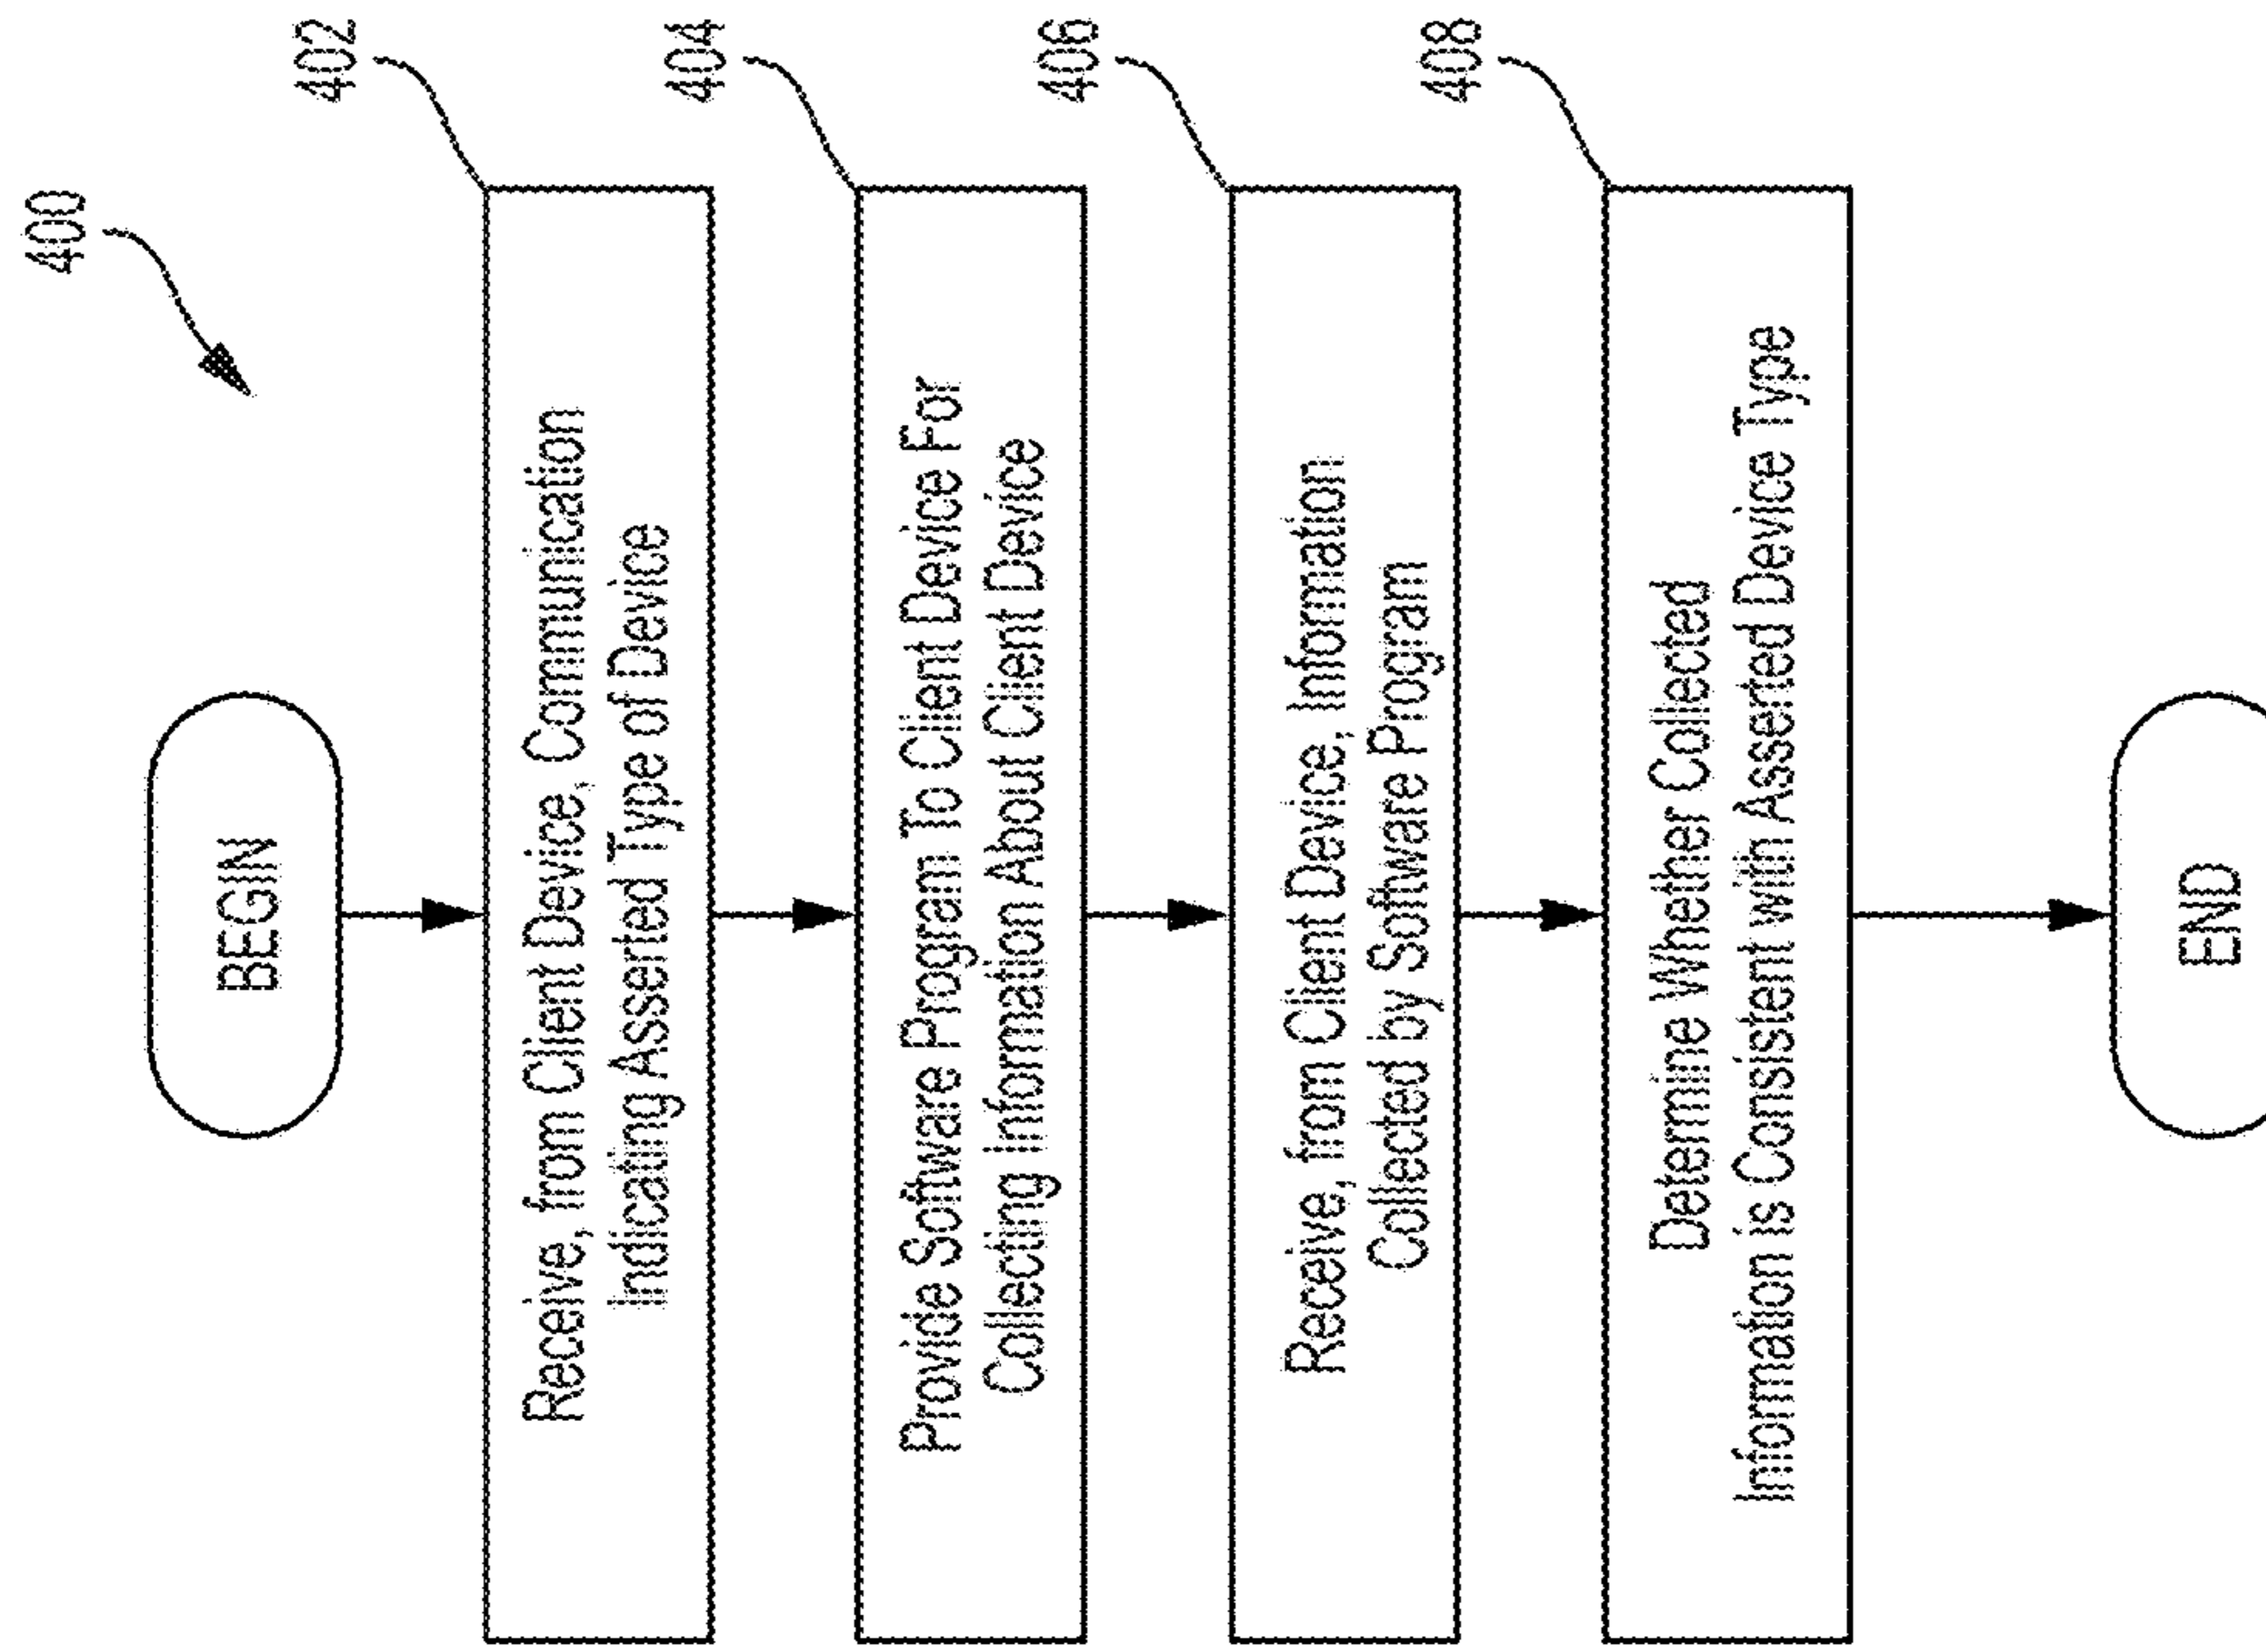 400
BEGIN
402
Receive, from Client Device, Communication
Indicating Asserted Type of Device
404
Provide Software Program To Client Device For
Collecting Information About Client Device
406
Receive, from Client Device, Information
Collected by Software Program
408
Determine Whether Collected
Information is Consistent with Asserted Device Type
END